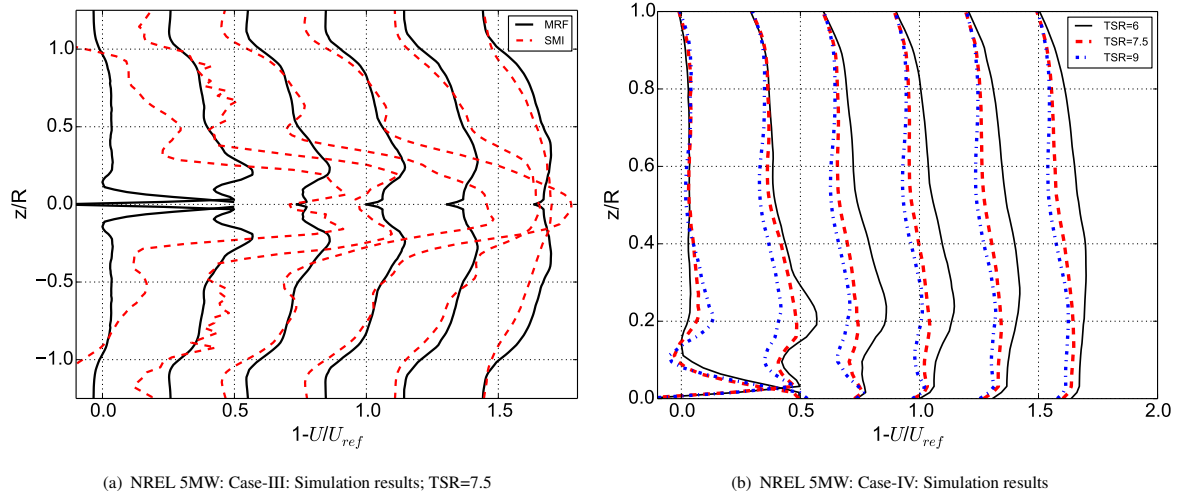 MRF
SMI
1.0
0.5
0.0
−0.5
−1.0
z/R
0.0
0.5
1.0
1.5
1-U/U_ref
(a) NREL 5MW: Case-III: Simulation results; TSR=7.5
TSR=6
TSR=7.5
TSR=9
1.0
0.8
0.6
0.4
0.2
0.0
z/R
0.0
0.5
1.0
1.5
2.0
1-U/U_ref
(b) NREL 5MW: Case-IV: Simulation results